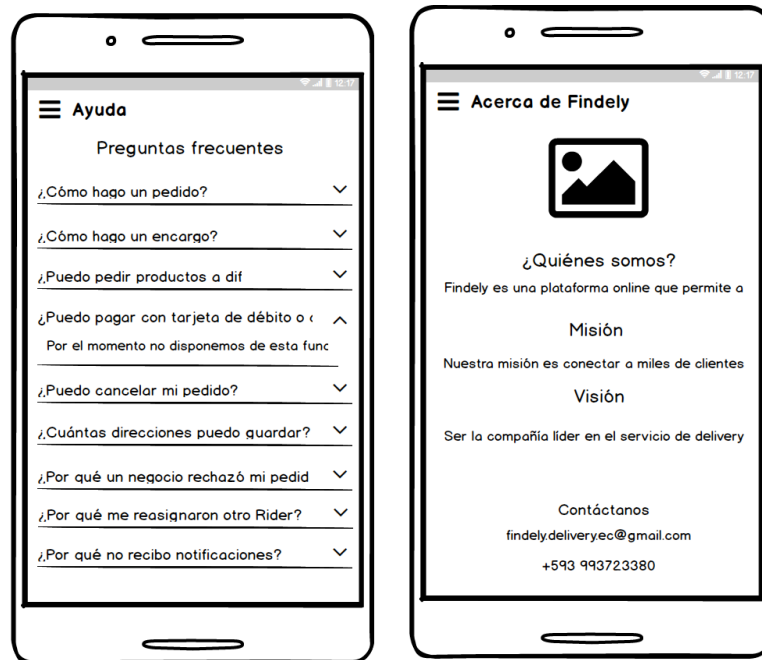 12:17
Ayuda
Preguntas frecuentes
¿Cómo hago un pedido?
¿Cómo hago un encargo?
¿Puedo pedir productos a dif
¿Puedo pagar con tarjeta de débito o c
Por el momento no disponemos de esta func
¿Puedo cancelar mi pedido?
¿Cuántas direcciones puedo guardar?
¿Por qué un negocio rechazó mi pedid
¿Por qué me reasignaron otro Rider?
¿Por qué no recibo notificaciones?
12:17
Acerca de Findely
¿Quiénes somos?
Findely es una plataforma online que permite a
Misión
Nuestra misión es conectar a miles de clientes
Visión
Ser la compañía líder en el servicio de delivery
Contáctanos
findely.delivery.ec@gmail.com
+593 993723380